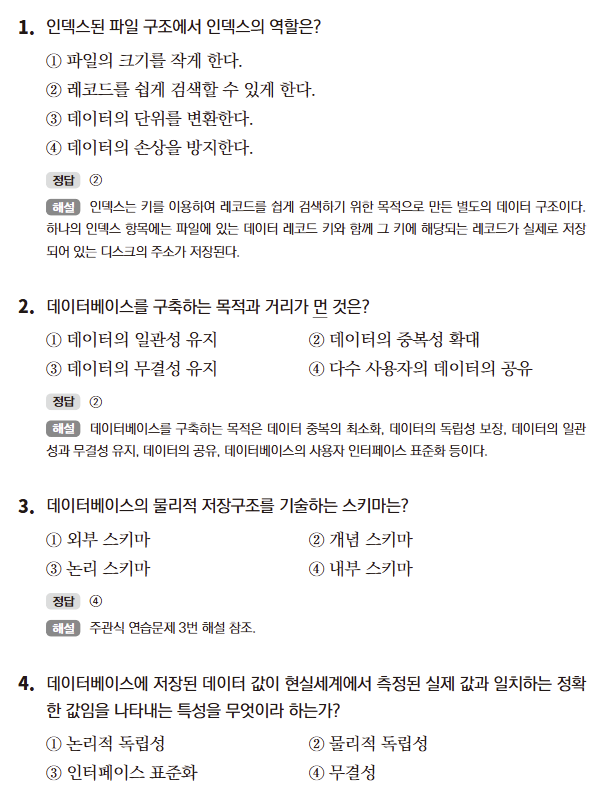 1. 인덱스된 파일 구조에서 인덱스의 역할은?
① 파일의 크기를 작게 한다.
② 레코드를 쉽게 검색할 수 있게 한다.
③ 데이터의 단위를 변환한다.
④ 데이터의 손상을 방지한다.
정답 ②
해설 인덱스는 키를 이용하여 레코드를 쉽게 검색하기 위한 목적으로 만든 별도의 데이터 구조이다.
하나의 인덱스 항목에는 파일에 있는 데이터 레코드 키와 함께 그 키에 해당되는 레코드가 실제로 저장
되어 있는 디스크의 주소가 저장된다.
2. 데이터베이스를 구축하는 목적과 거리가 먼 것은?
① 데이터의 일관성 유지 ② 데이터의 중복성 확대
③ 데이터의 무결성 유지 ④ 다수 사용자의 데이터의 공유
정답 ②
해설 데이터베이스를 구축하는 목적은 데이터 중복의 최소화, 데이터의 독립성 보장, 데이터의 일관
성과 무결성 유지, 데이터의 공유, 데이터베이스의 사용자 인터페이스 표준화 등이다.
3. 데이터베이스의 물리적 저장구조를 기술하는 스키마는?
① 외부 스키마 ② 개념 스키마
③ 논리 스키마 ④ 내부 스키마
정답 ④
해설 주관식 연습문제 3번 해설 참조.
4. 데이터베이스에 저장된 데이터 값이 현실세계에서 측정된 실제 값과 일치하는 정확
한 값임을 나타내는 특성을 무엇이라 하는가?
① 논리적 독립성 ② 물리적 독립성
③ 인터페이스 표준화 ④ 무결성